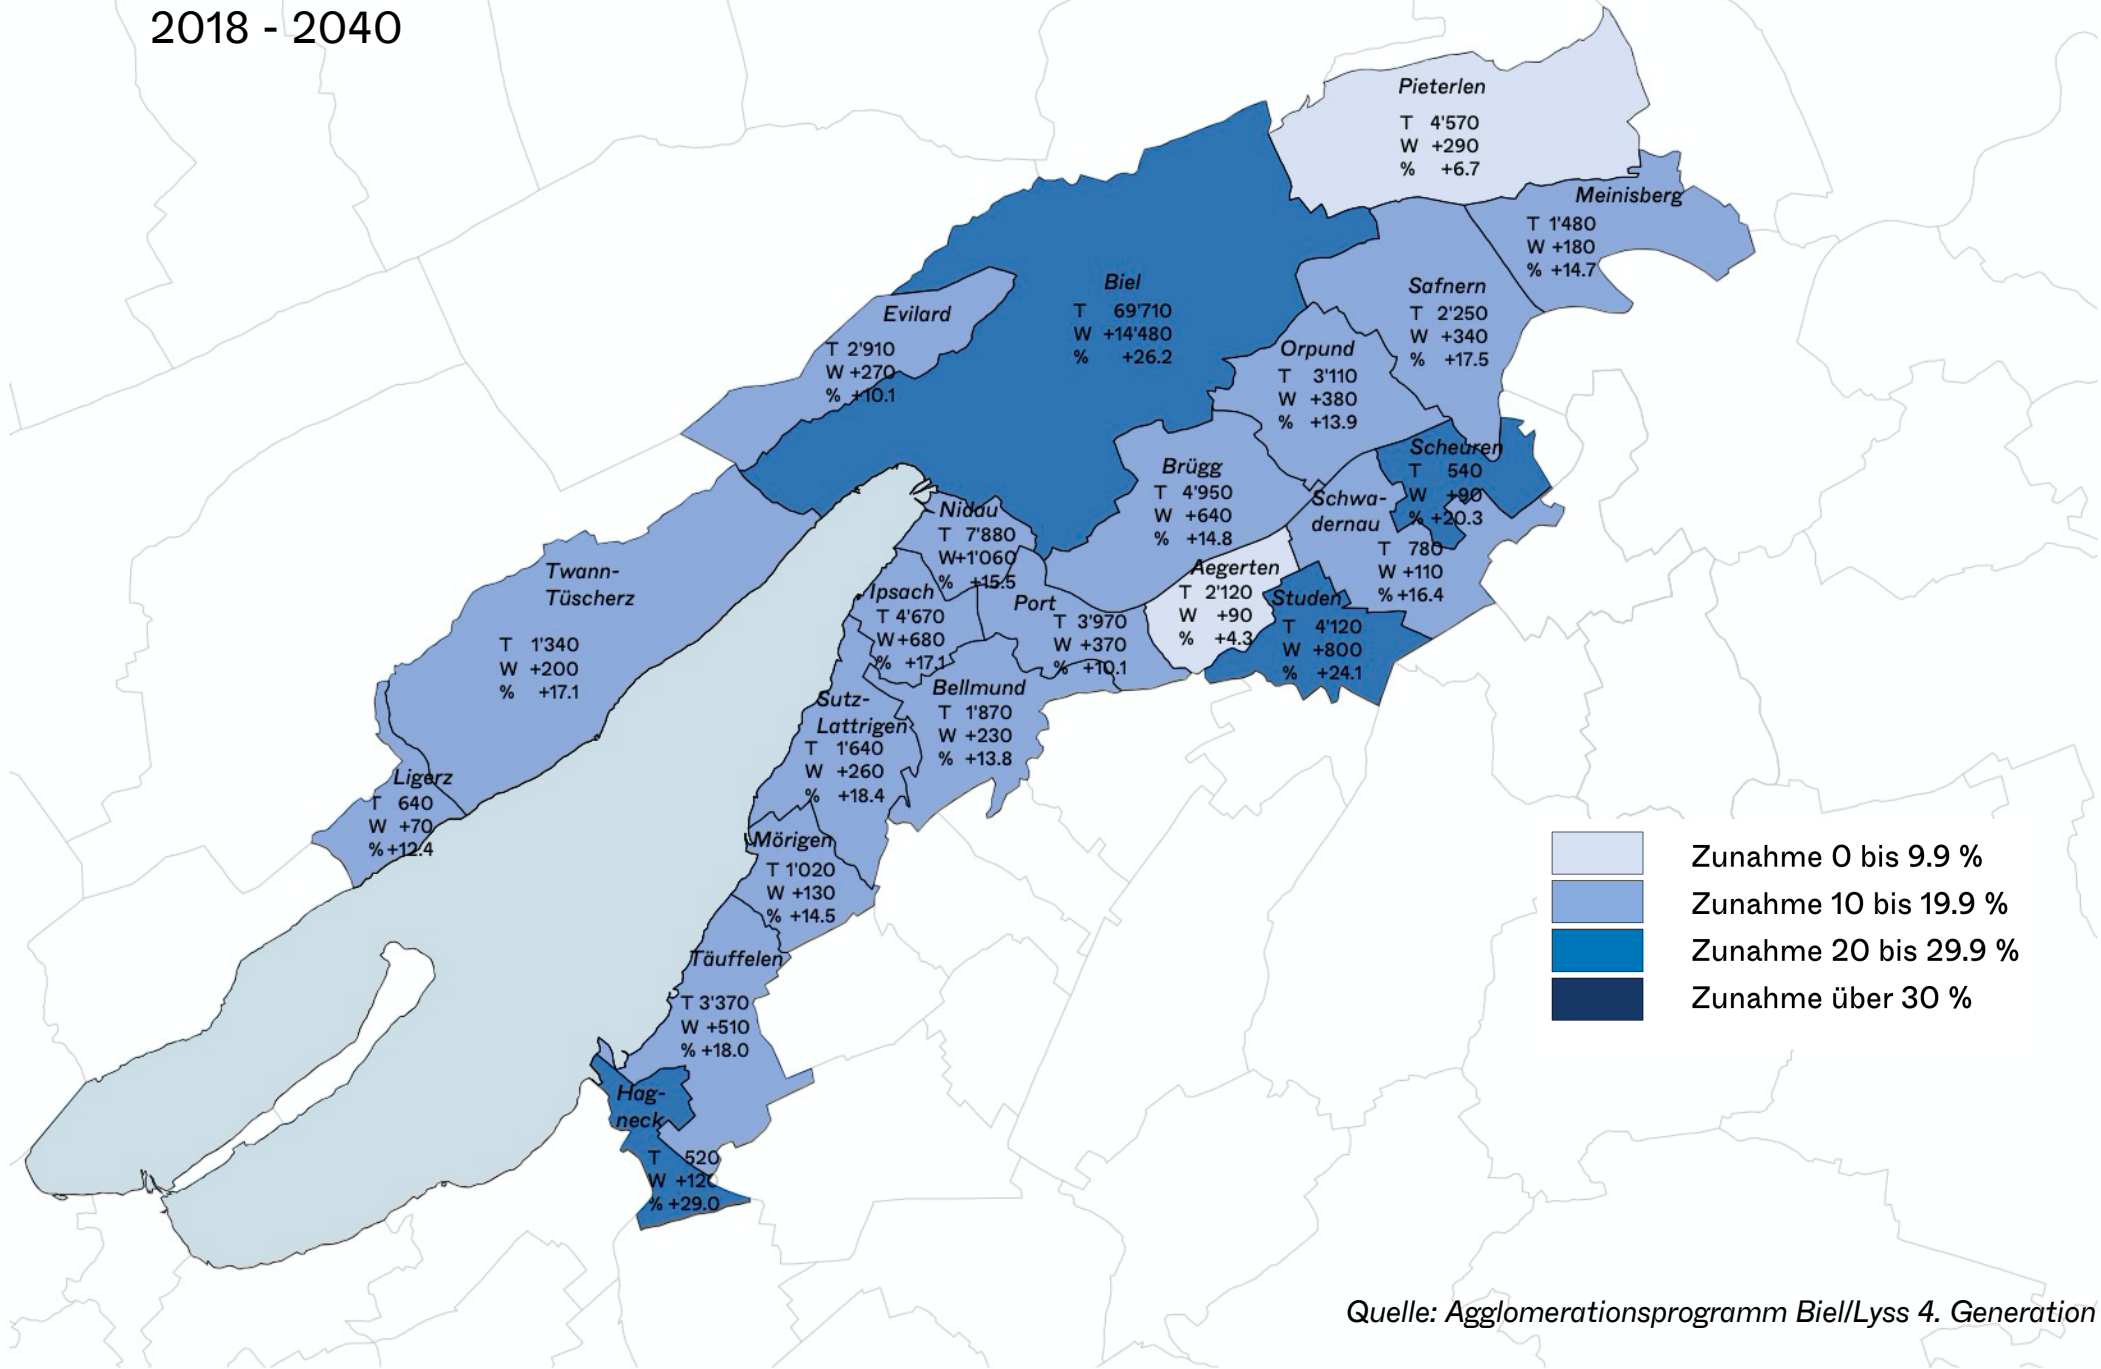 2018 - 2040
Pieterlen
T 4'570
W +290
% +6.7
Meinisberg
T 1'480
W +180
% +14.7
Biel
T 69'710
W +14'480
% +26.2
Safnern
T 2'250
W +340
% +17.5
Evilard
T 2'910
W +270
% +10.1
Orpund
T 3'110
W +380
% +13.9
Scheuren
T 540
W +90
% +20.3
Brügg
T 4'950
W +640
% +14.8
Schwa-
dernau
T 780
W +110
% +16.4
Nidau
T 7'880
W+1'060
% +15.5
Aegerten
T 2'120
W +90
% +4.3
Studen
T 4'120
W +800
% +24.1
Twann-
Tüscherz
T 1'340
W +200
% +17.1
Ipsach
T 4'670
W+680
% +17.1
Port
T 3'970
W +370
% +10.1
Bellmund
T 1'870
W +230
% +13.8
Sutz-
Lattrigen
T 1'640
W +260
% +18.4
Ligerz
T 640
W +70
% +12.4
Mörigen
T 1'020
W +130
% +14.5
Täuffelen
T 3'370
W +510
% +18.0
Hag-
neck
T 520
W +120
% +29.0
Zunahme 0 bis 9.9 %
Zunahme 10 bis 19.9 %
Zunahme 20 bis 29.9 %
Zunahme über 30 %
Quelle: Agglomerationsprogramm Biel/Lyss 4. Generation